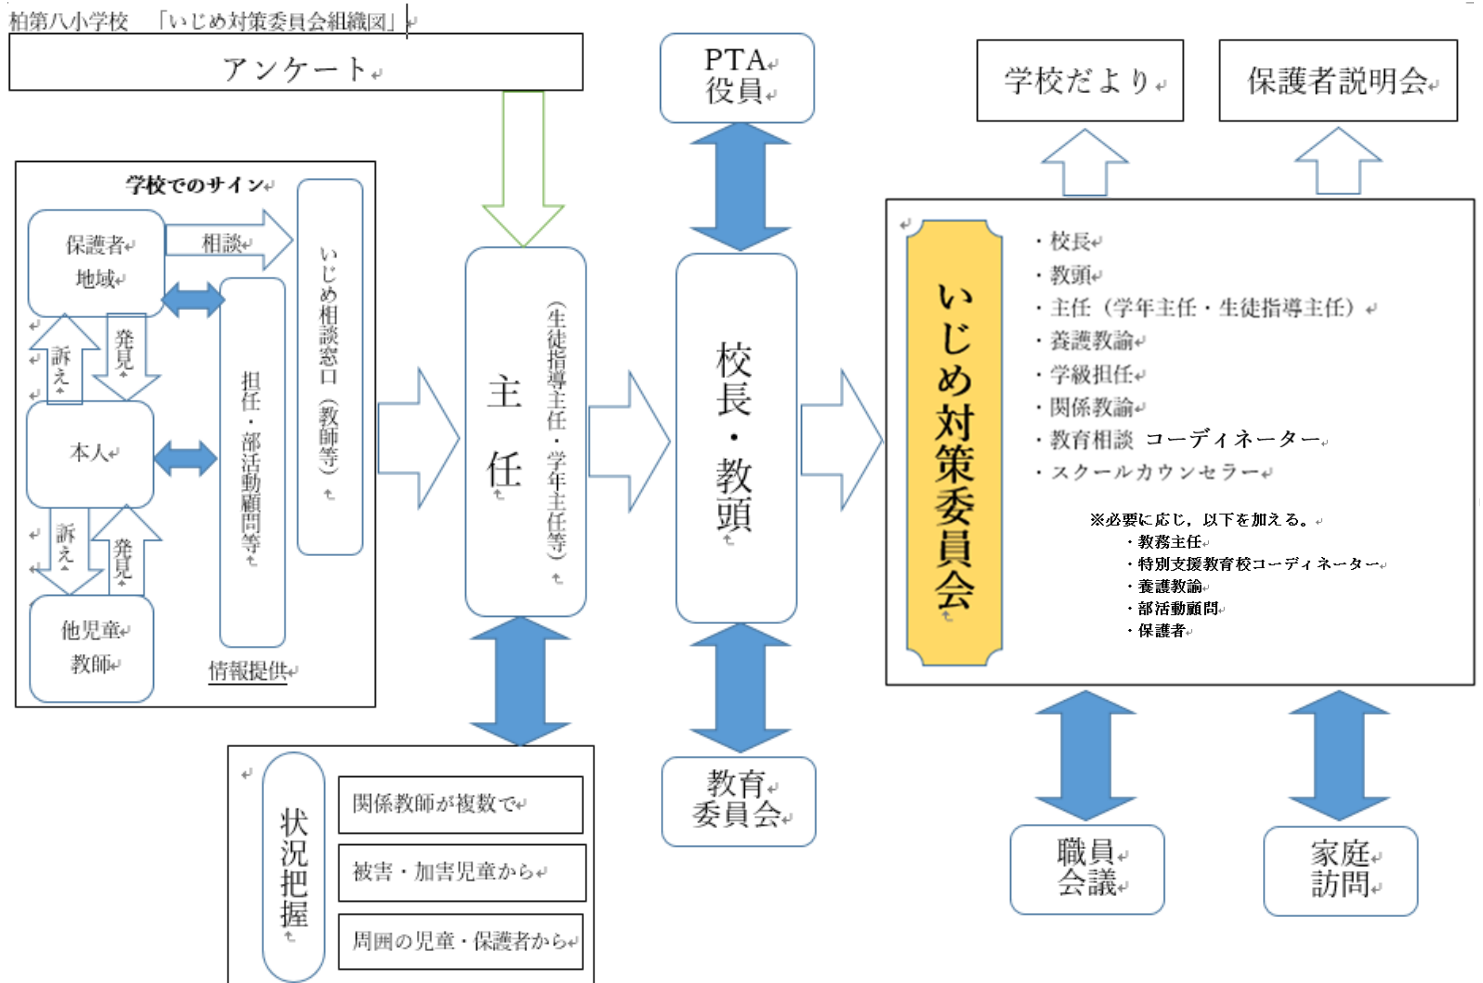 柏第八小学校 「いじめ対策委員会組織図」
アンケート
学校でのサイン
保護者
地域
相談
訴え
発見
本人
訴え
発見
他児童
教師
担任・部活動顧問等
情報提供
いじめ相談窓口（教師等）
主 任
（生徒指導主任・学年主任等）
状況把握
関係教師が複数で
被害・加害児童から
周囲の児童・保護者から
PTA
役員
校長・教頭
教育
委員会
学校だより
保護者説明会
いじめ対策委員会
・校長
・教頭
・主任（学年主任・生徒指導主任）
・養護教諭
・学級担任
・関係教諭
・教育相談 コーディネーター
・スクールカウンセラー
※必要に応じ，以下を加える。
・教務主任
・特別支援教育校コーディネーター
・養護教諭
・部活動顧問
・保護者
職員
会議
家庭
訪問